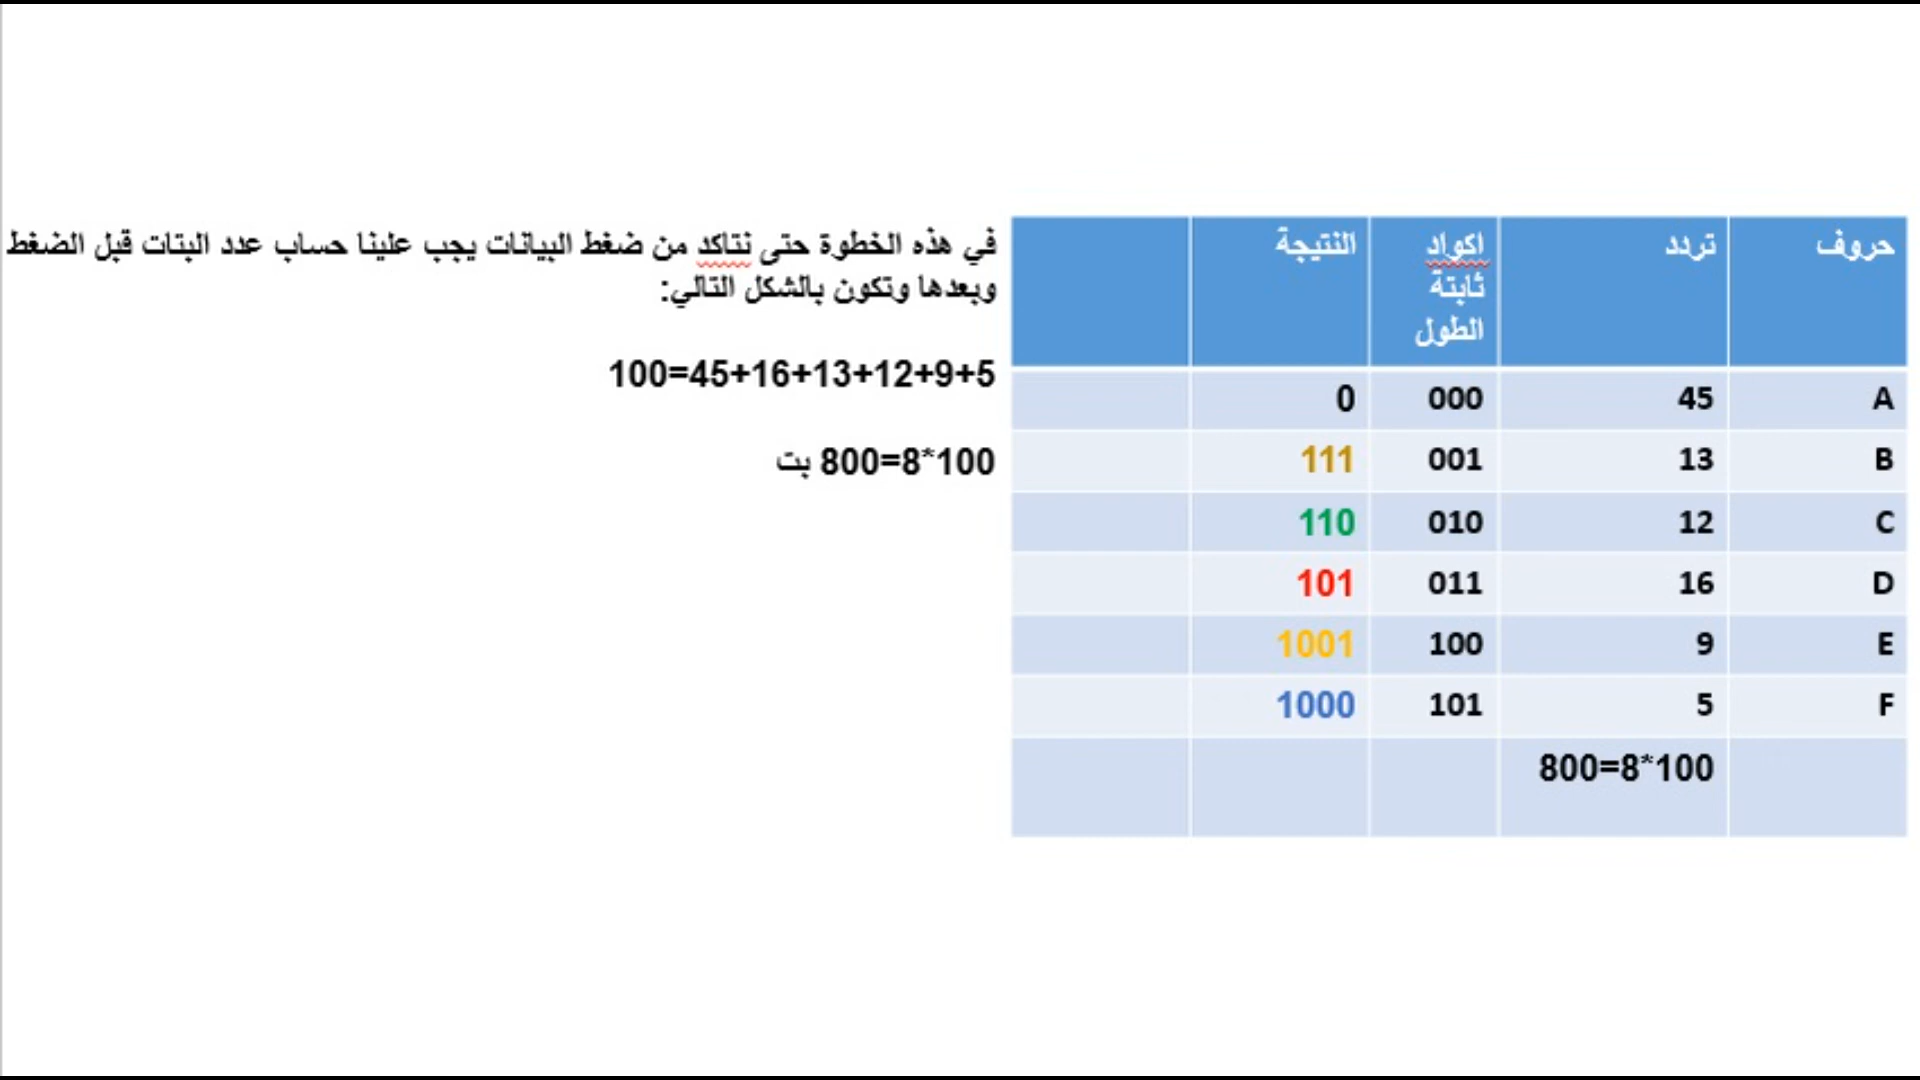 في هذه الخطوة حتى نتاكد من ضغط البيانات يجب علينا حساب عدد البتات قبل الضغط
وبعدها وتكون بالشكل التالي:
100=45+16+13+12+9+5
800=8*100 بت
حروف تردد اكواد ثابتة الطول النتيجة
A 45 000 0
B 13 001 111
C 12 010 110
D 16 011 101
E 9 100 1001
F 5 101 1000
800=8*100